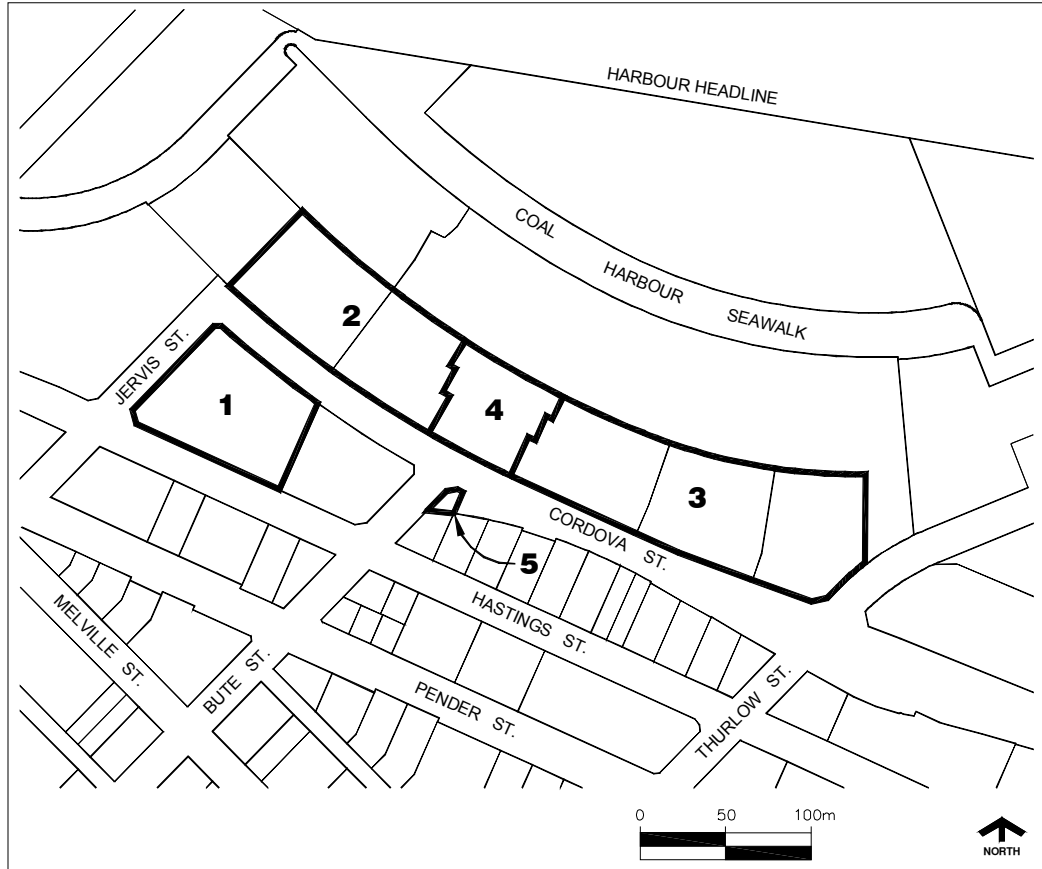 HARBOUR HEADLINE
COAL HARBOUR SEAWALK
JERVIS ST.
2
1
4
3
CORDOVA ST.
5
HASTINGS ST.
MELVILLE ST.
BUTE ST.
PENDER ST.
THURLOW ST.
0 50 100m
NORTH